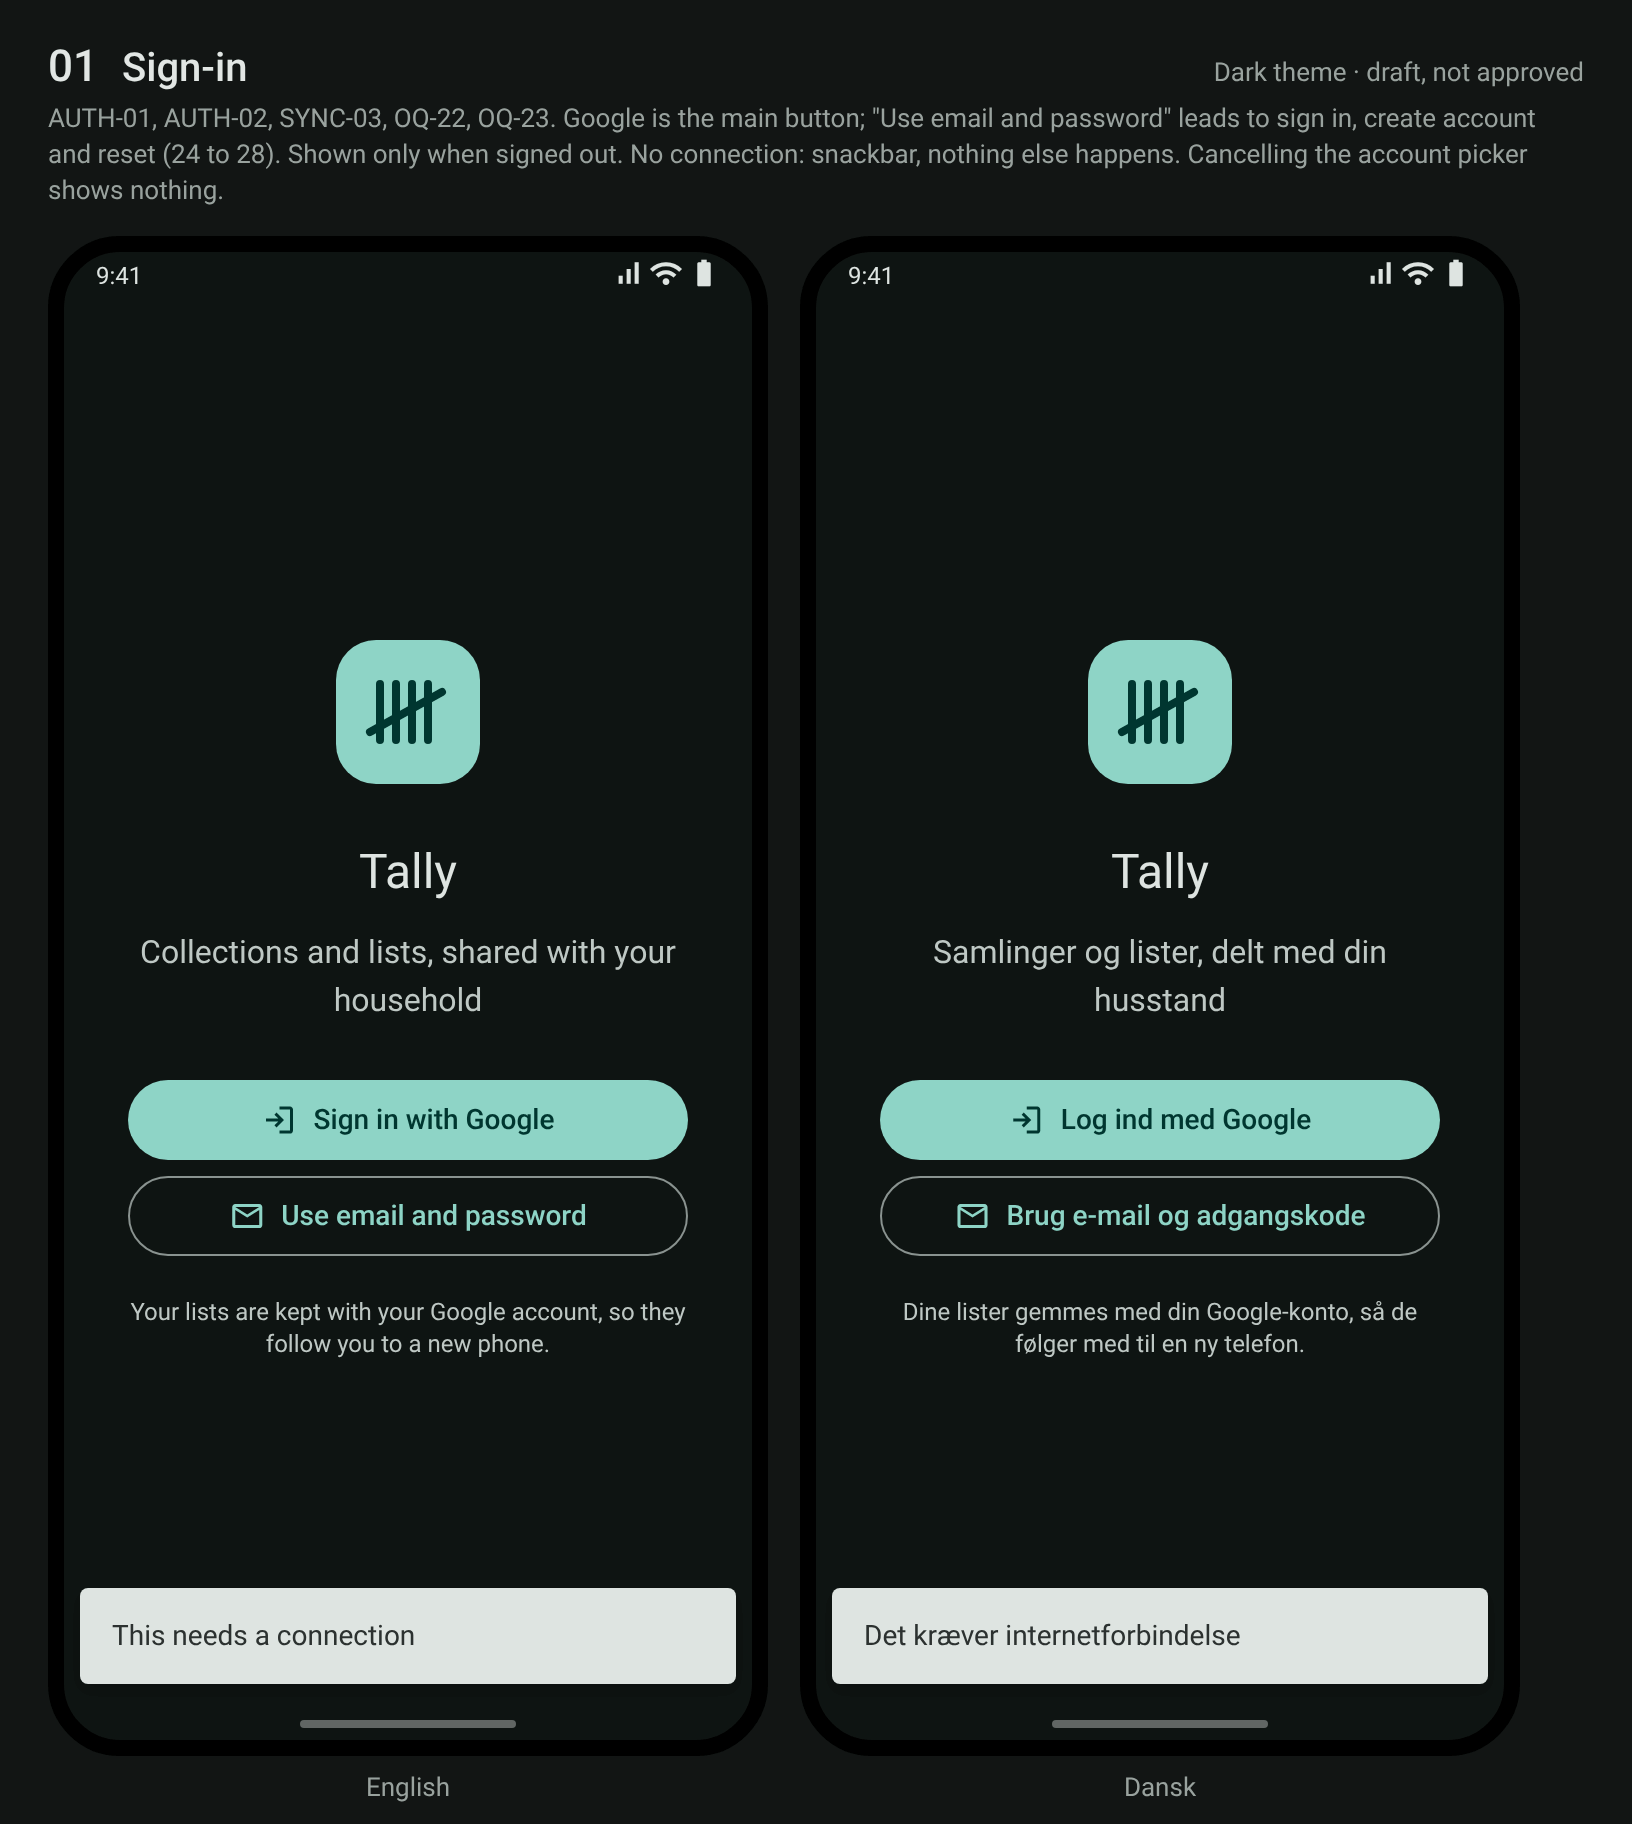 01 Sign-in
Dark theme · draft, not approved
AUTH-01, AUTH-02, SYNC-03, OQ-22, OQ-23. Google is the main button; "Use email and password" leads to sign in, create account
and reset (24 to 28). Shown only when signed out. No connection: snackbar, nothing else happens. Cancelling the account picker
shows nothing.
9:41
Tally
Collections and lists, shared with your
household
Sign in with Google
Use email and password
Your lists are kept with your Google account, so they
follow you to a new phone.
This needs a connection
English
9:41
Tally
Samlinger og lister, delt med din
husstand
Log ind med Google
Brug e-mail og adgangskode
Dine lister gemmes med din Google-konto, så de
følger med til en ny telefon.
Det kræver internetforbindelse
Dansk